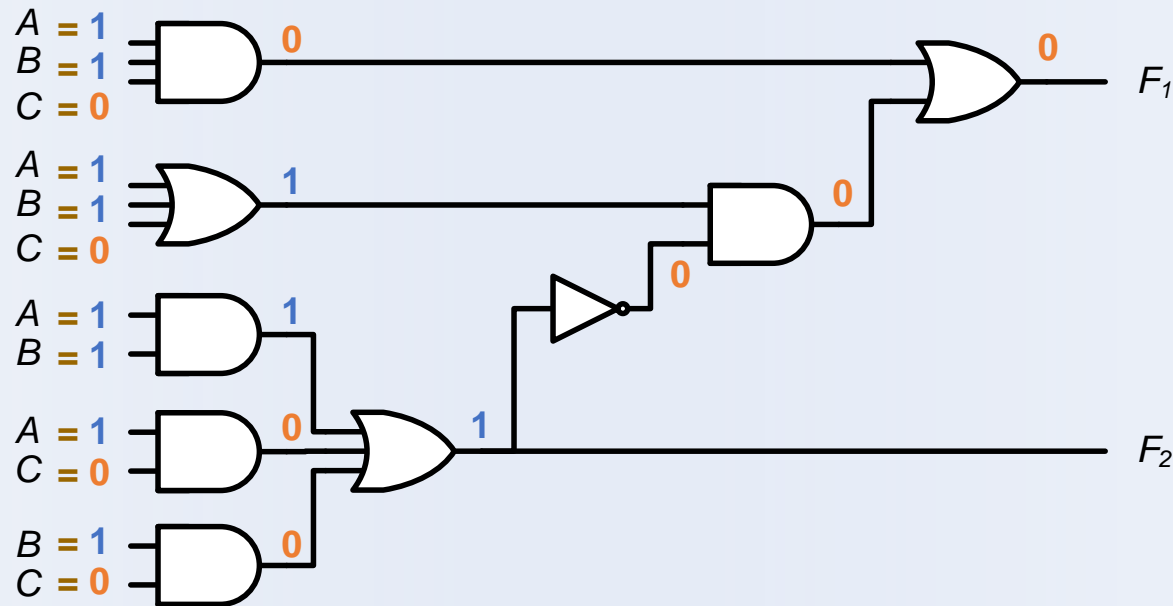 A = 1
0
0
B = 1
F1
C = 0
A = 1
1
B = 1
0
C = 0
0
A = 1
1
B = 1
A = 1
0
1
C = 0
F2
B = 1
0
C = 0